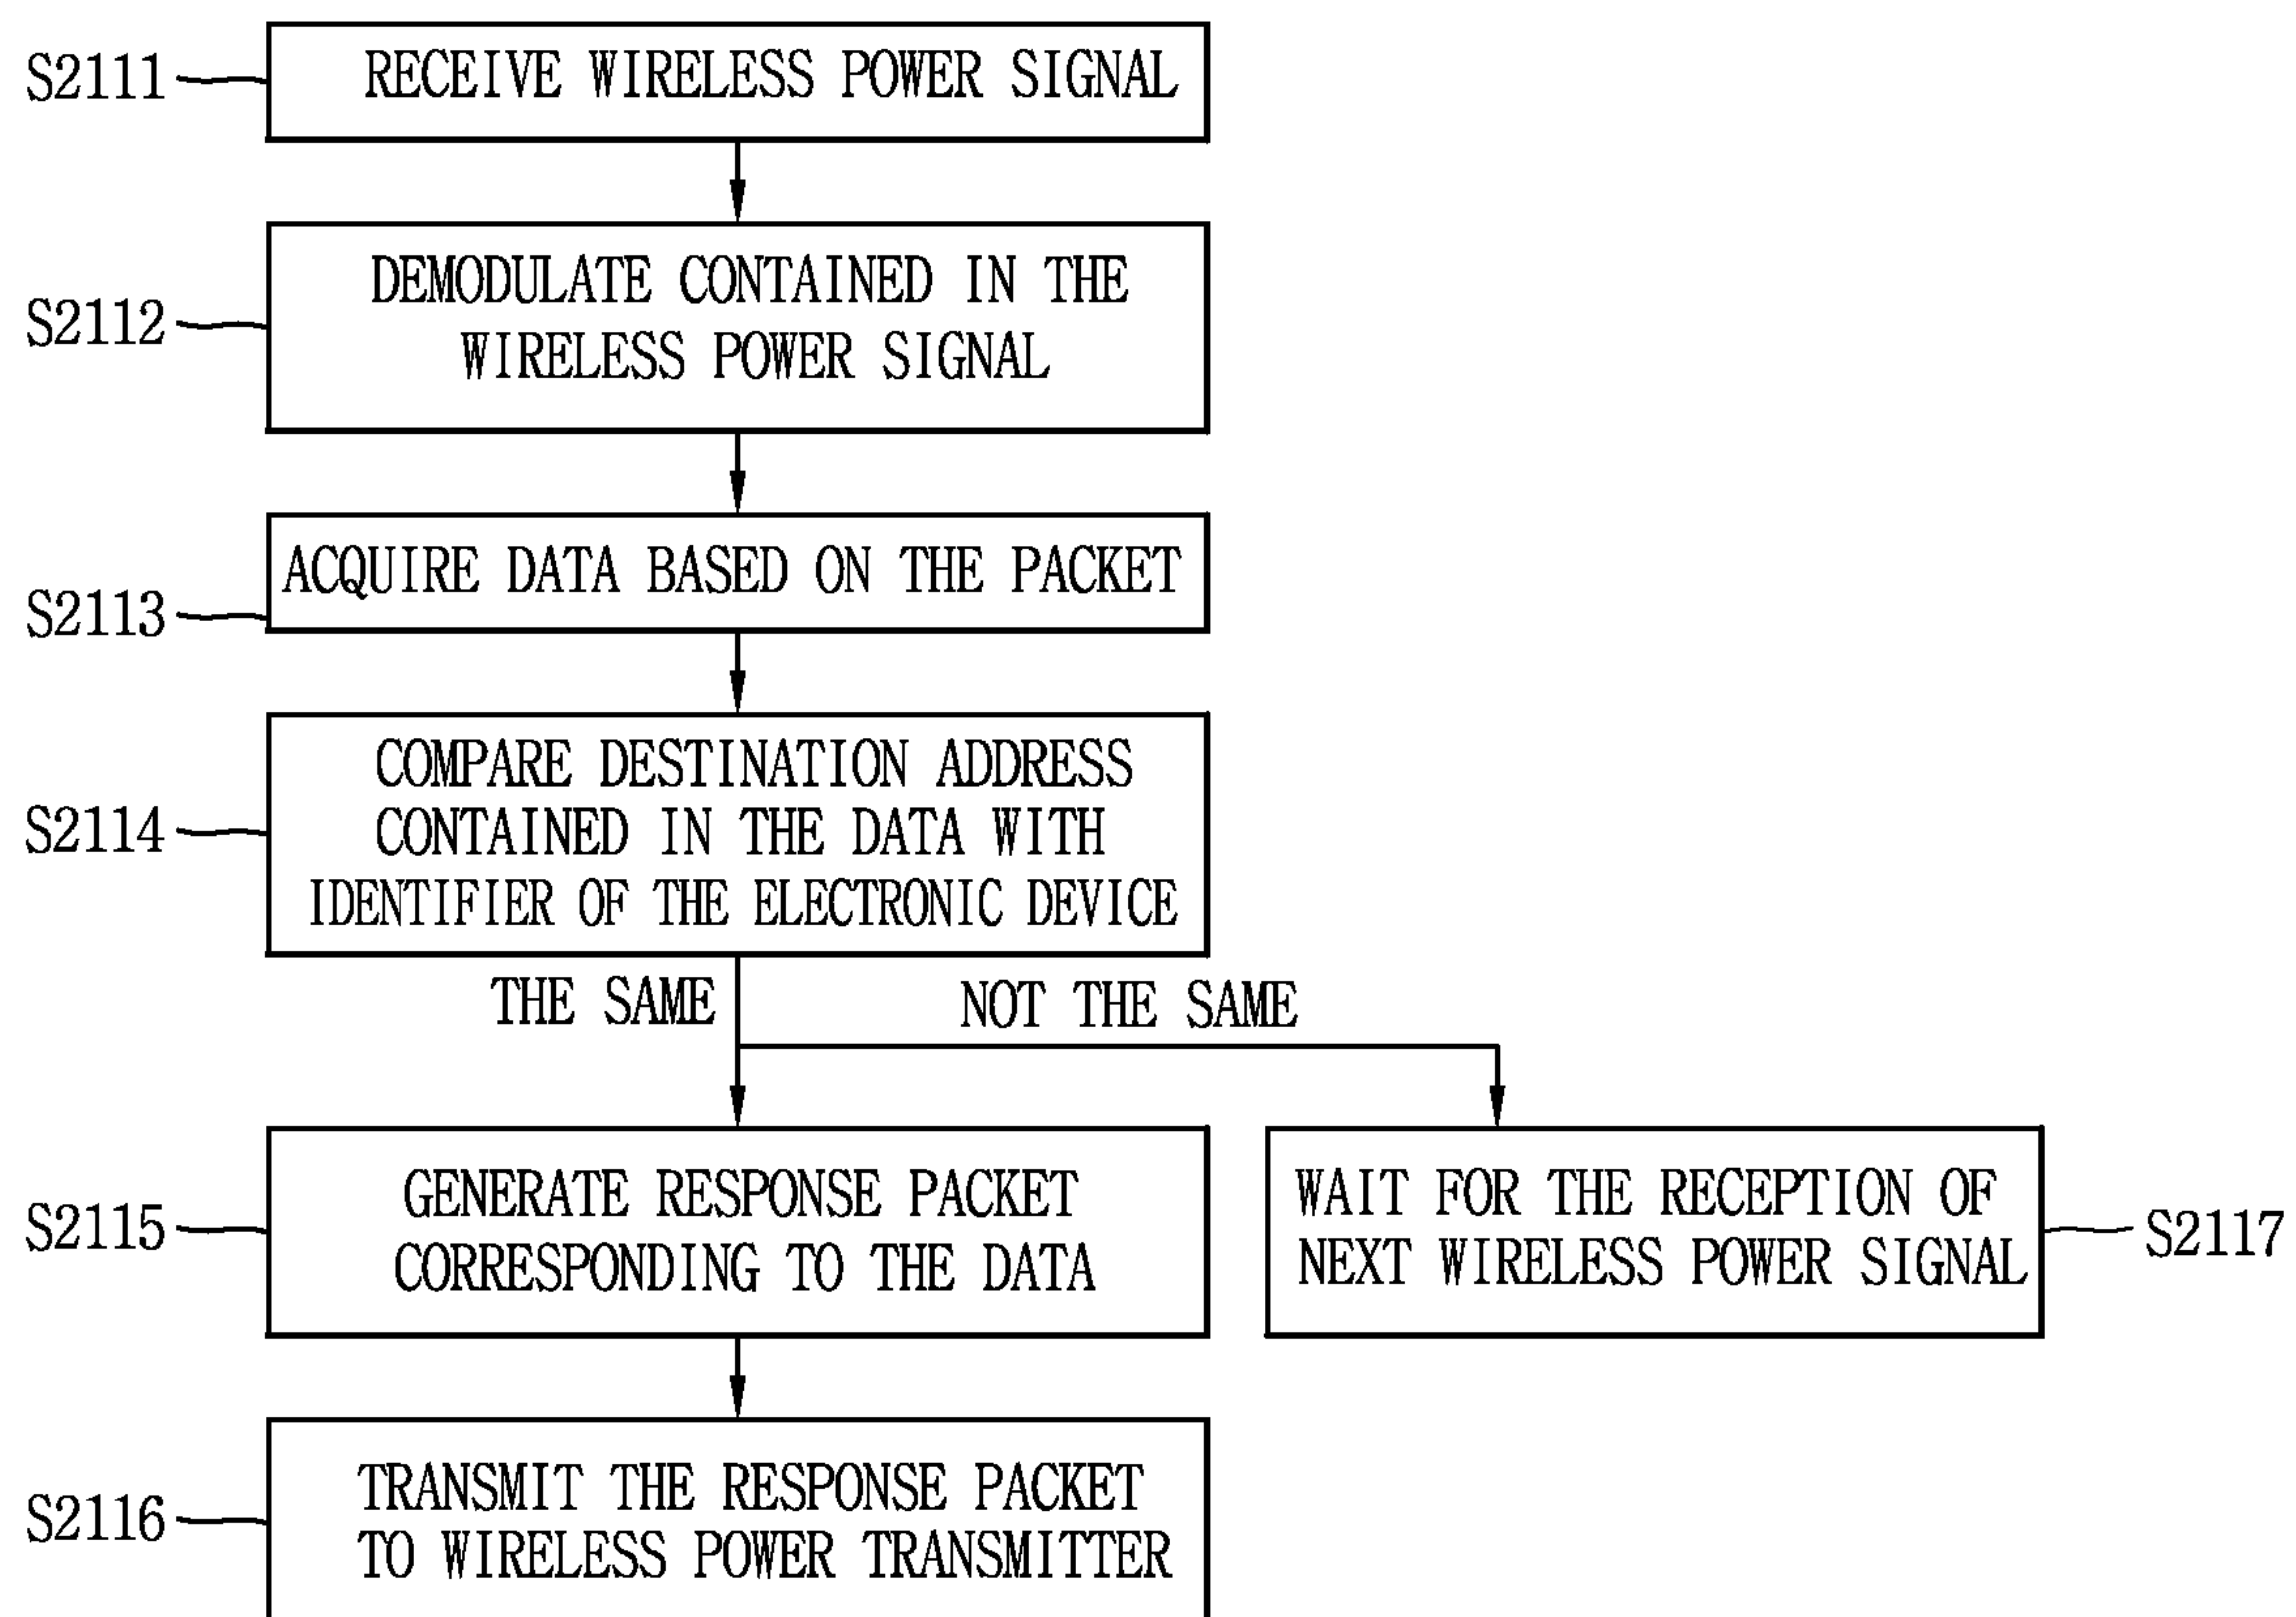 S2111
RECEIVE WIRELESS POWER SIGNAL
S2112
DEMODULATE CONTAINED IN THE
WIRELESS POWER SIGNAL
ACQUIRE DATA BASED ON THE PACKET
S2113
COMPARE DESTINATION ADDRESS
S2114
CONTAINED IN THE DATA WITH
IDENTIFIER OF THE ELECTRONIC DEVICE
THE SAME
NOT THE SAME
S2115
GENERATE RESPONSE PACKET
CORRESPONDING TO THE DATA
WAIT FOR THE RECEPTION OF
NEXT WIRELESS POWER SIGNAL
S2117
S2116
TRANSMIT THE RESPONSE PACKET
TO WIRELESS POWER TRANSMITTER